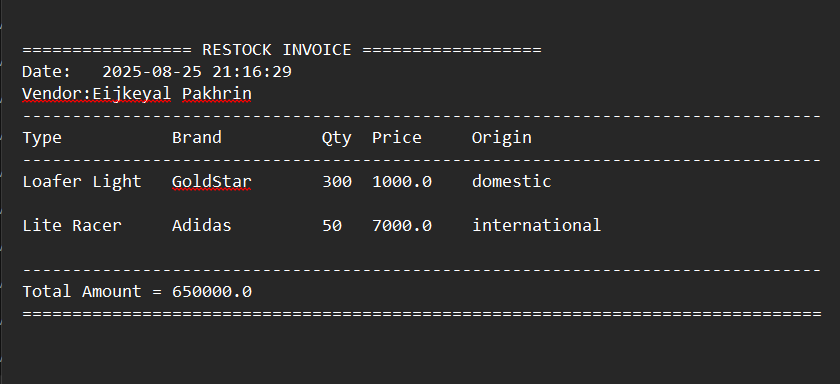 ================= RESTOCK INVOICE ==================
Date:   2025-08-25 21:16:29
Vendor:Eijkeyal Pakhrin
--------------------------------------------------------------------------------
Type           Brand          Qty  Price     Origin
--------------------------------------------------------------------------------
Loafer Light   GoldStar       300  1000.0    domestic
Lite Racer     Adidas         50   7000.0    international
--------------------------------------------------------------------------------
Total Amount = 650000.0
================================================================================